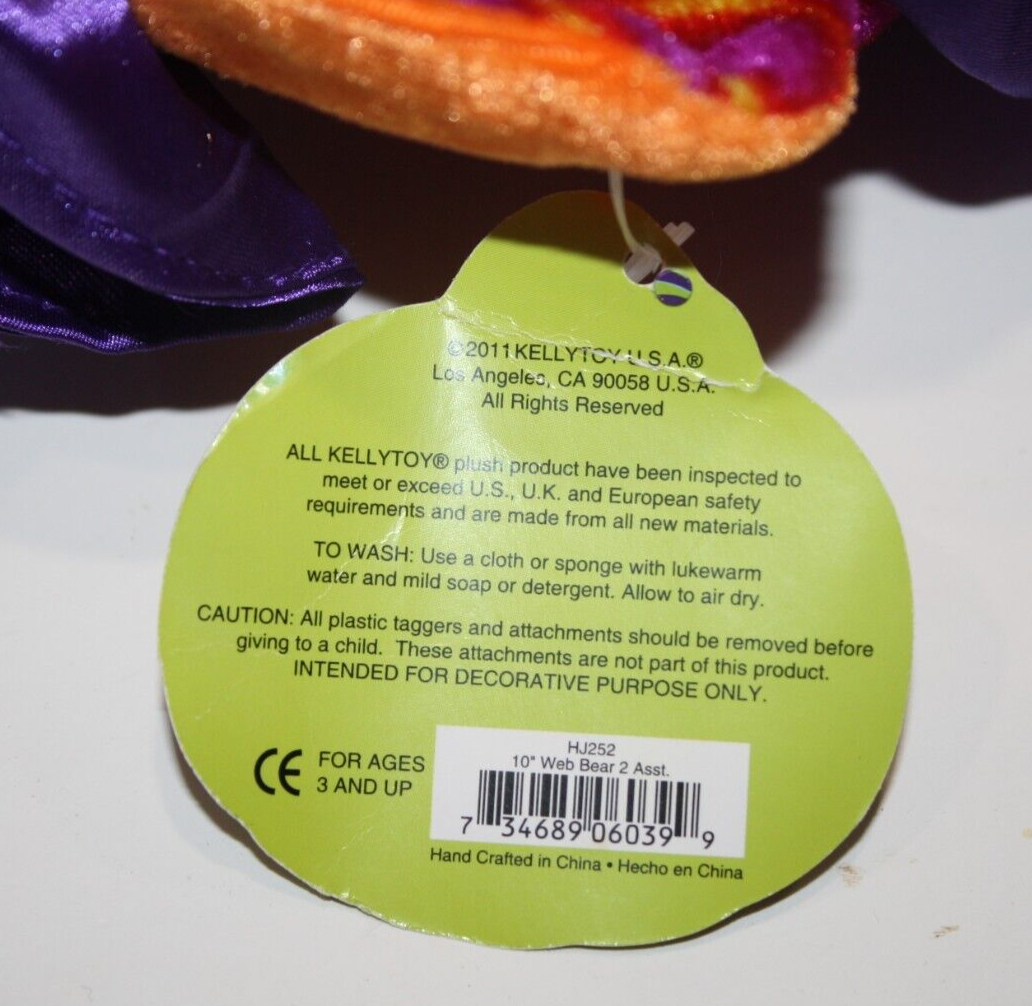 ©2011 KELLYTOY U.S.A.®
Los Angeles, CA 90058 U.S.A.
All Rights Reserved
ALL KELLYTOY® plush product have been inspected to
meet or exceed U.S., U.K. and European safety
requirements and are made from all new materials.
TO WASH: Use a cloth or sponge with lukewarm
water and mild soap or detergent. Allow to air dry.
CAUTION: All plastic taggers and attachments should be removed before
giving to a child. These attachments are not part of this product.
INTENDED FOR DECORATIVE PURPOSE ONLY.
CE FOR AGES
3 AND UP
HJ252
10" Web Bear 2 Asst.
7 34689 06039 9
Hand Crafted in China • Hecho en China